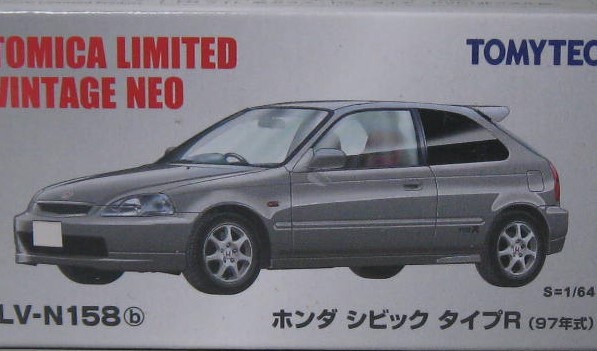 TOMICA LIMITED
VINTAGE NEO
TOMYTEC
S=1/64
LV-N158ⓑ
ホンダ シビック タイプR (97年式)